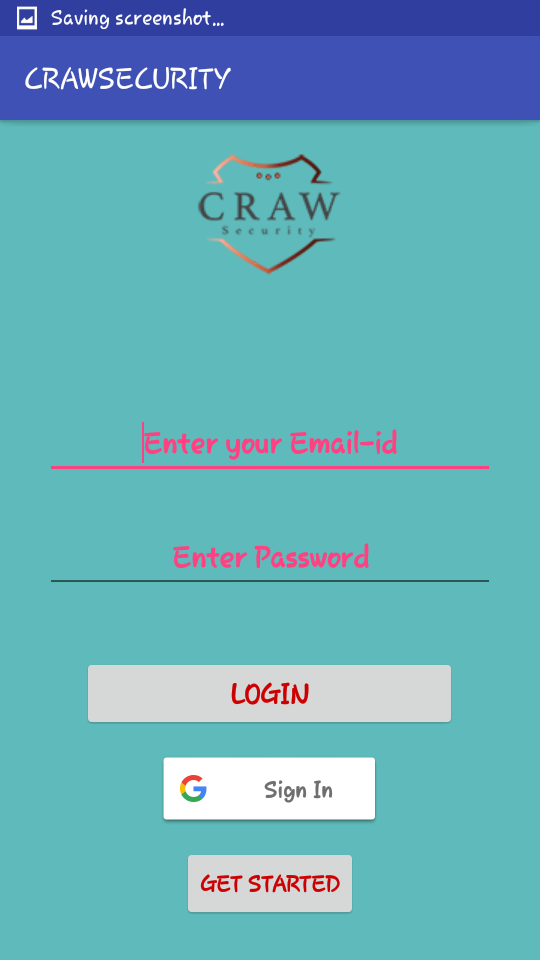 Saving screenshot...
CRAWSECURITY
CRAW
Security
Enter your Email-id
Enter Password
LOGIN
Sign In
GET STARTED